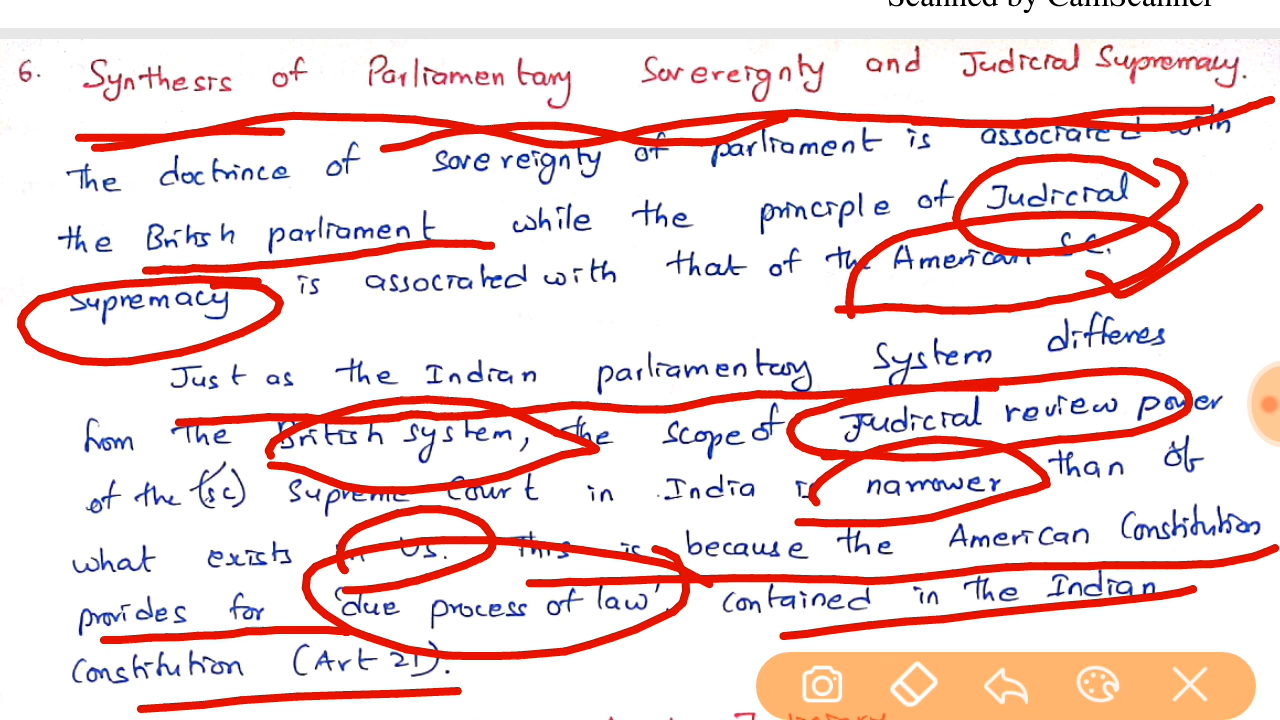 Scanned by CamScanner
6. Synthesis of Parliamentary Sovereignty and Judicial Supremacy.
The doctrince of sovereignty of parliament is associated with
the British parliament while the principle of Judicial
supremacy is associated with that of the American S.C.
Just as the Indian parliamentary system differes
from the British system, the scope of Judicial review power
of the (SC) Supreme Court in India is narrower than of
what exists in US. This is because the American Constitution
provides for 'due process of law' contained in the Indian
Constitution (Art 21).